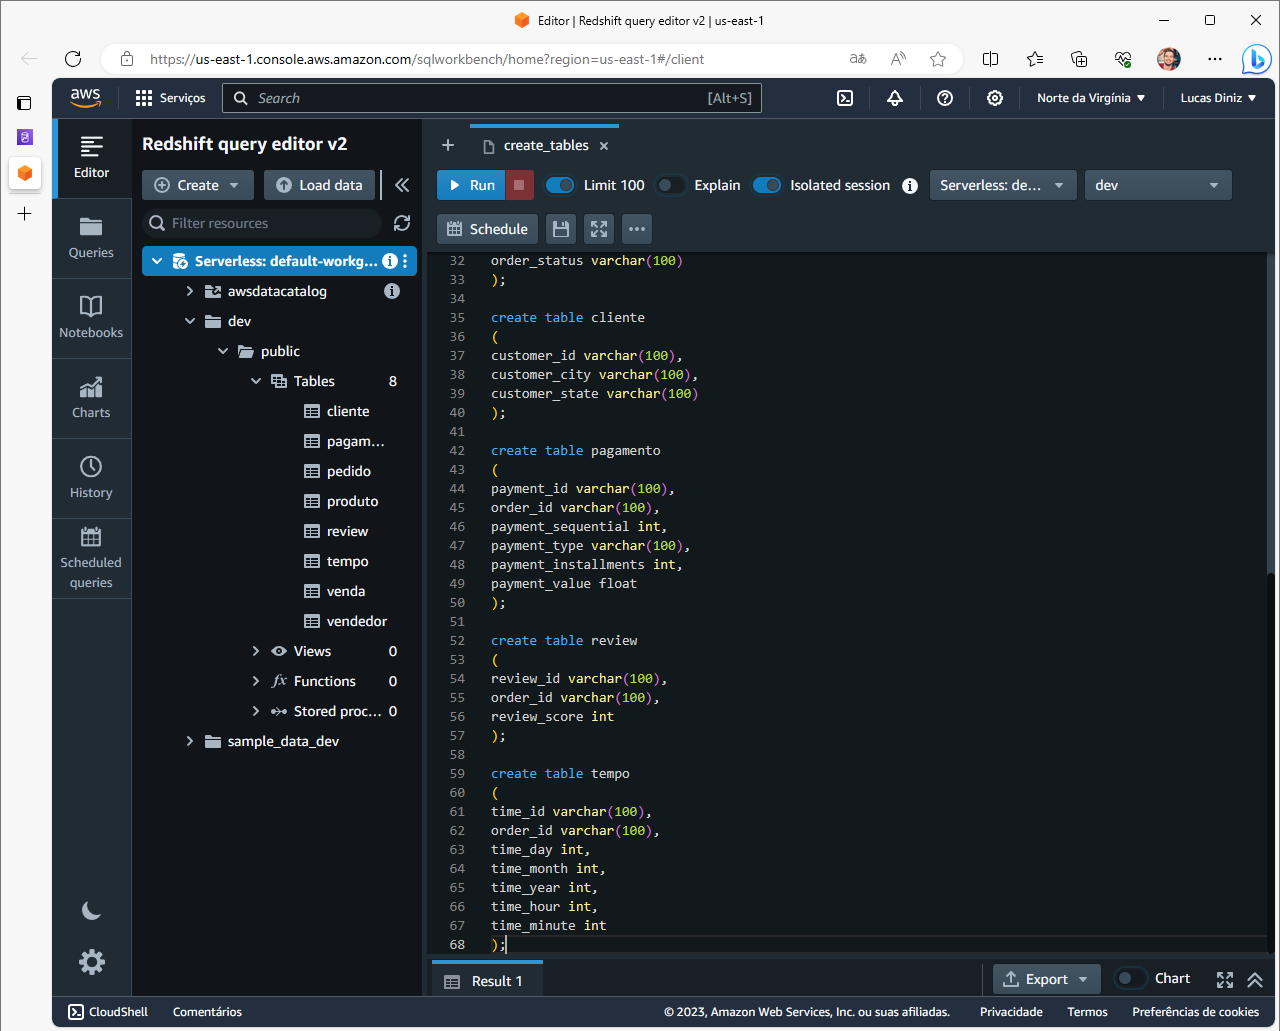 Editor | Redshift query editor v2 | us-east-1
https://us-east-1.console.aws.amazon.com/sqlworkbench/home?region=us-east-1#/client
aws
Serviços
Search
[Alt+S]
Norte da Virgínia
Lucas Diniz
Editor
Queries
Notebooks
Charts
History
Scheduled
queries
Redshift query editor v2
Create
Load data
Filter resources
Serverless: default-workg...
awsdatacatalog
dev
public
Tables 8
cliente
pagam...
pedido
produto
review
tempo
venda
vendedor
Views 0
Functions 0
Stored proc... 0
sample_data_dev
create_tables
Run
Limit 100
Explain
Isolated session
Serverless: de...
dev
Schedule
32 order_status varchar(100)
33 );
34
35 create table cliente
36 (
37 customer_id varchar(100),
38 customer_city varchar(100),
39 customer_state varchar(100)
40 );
41
42 create table pagamento
43 (
44 payment_id varchar(100),
45 order_id varchar(100),
46 payment_sequential int,
47 payment_type varchar(100),
48 payment_installments int,
49 payment_value float
50 );
51
52 create table review
53 (
54 review_id varchar(100),
55 order_id varchar(100),
56 review_score int
57 );
58
59 create table tempo
60 (
61 time_id varchar(100),
62 order_id varchar(100),
63 time_day int,
64 time_month int,
65 time_year int,
66 time_hour int,
67 time_minute int
68 );
Result 1
Export
Chart
CloudShell
Comentários
© 2023, Amazon Web Services, Inc. ou suas afiliadas.
Privacidade
Termos
Preferências de cookies